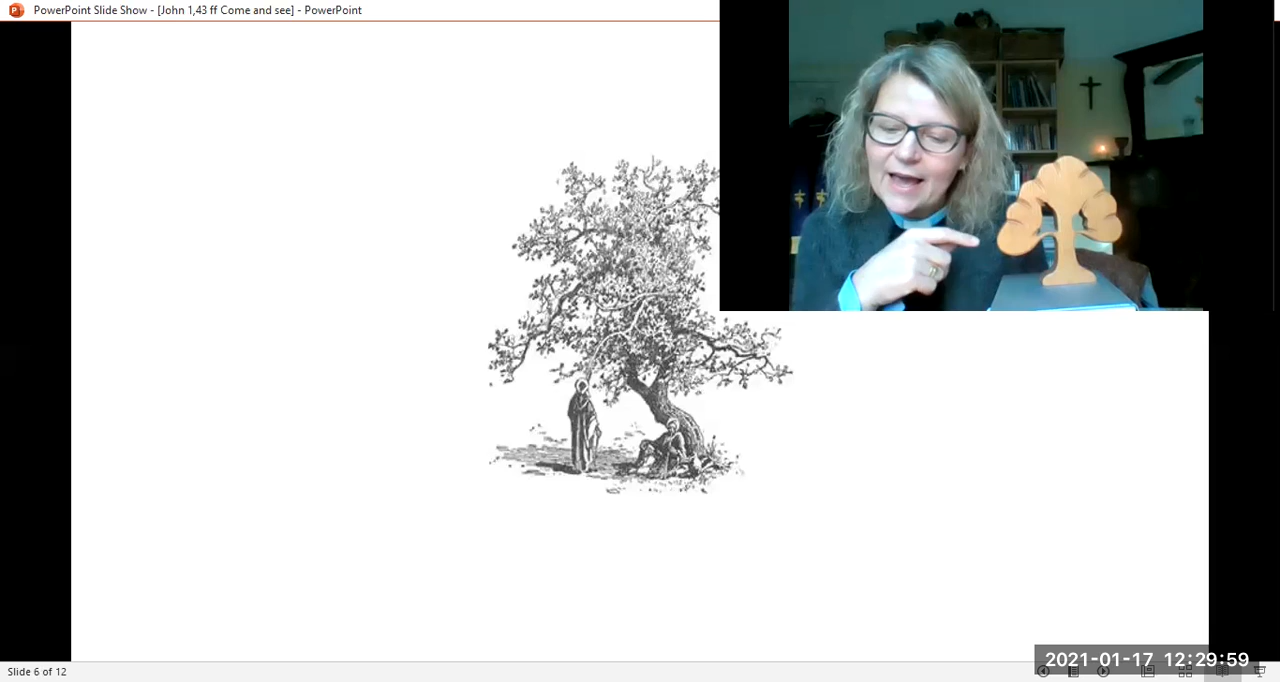 PowerPoint Slide Show - [John 1,43 ff Come and see] - PowerPoint
Slide 6 of 12
2021-01-17 12:29:59